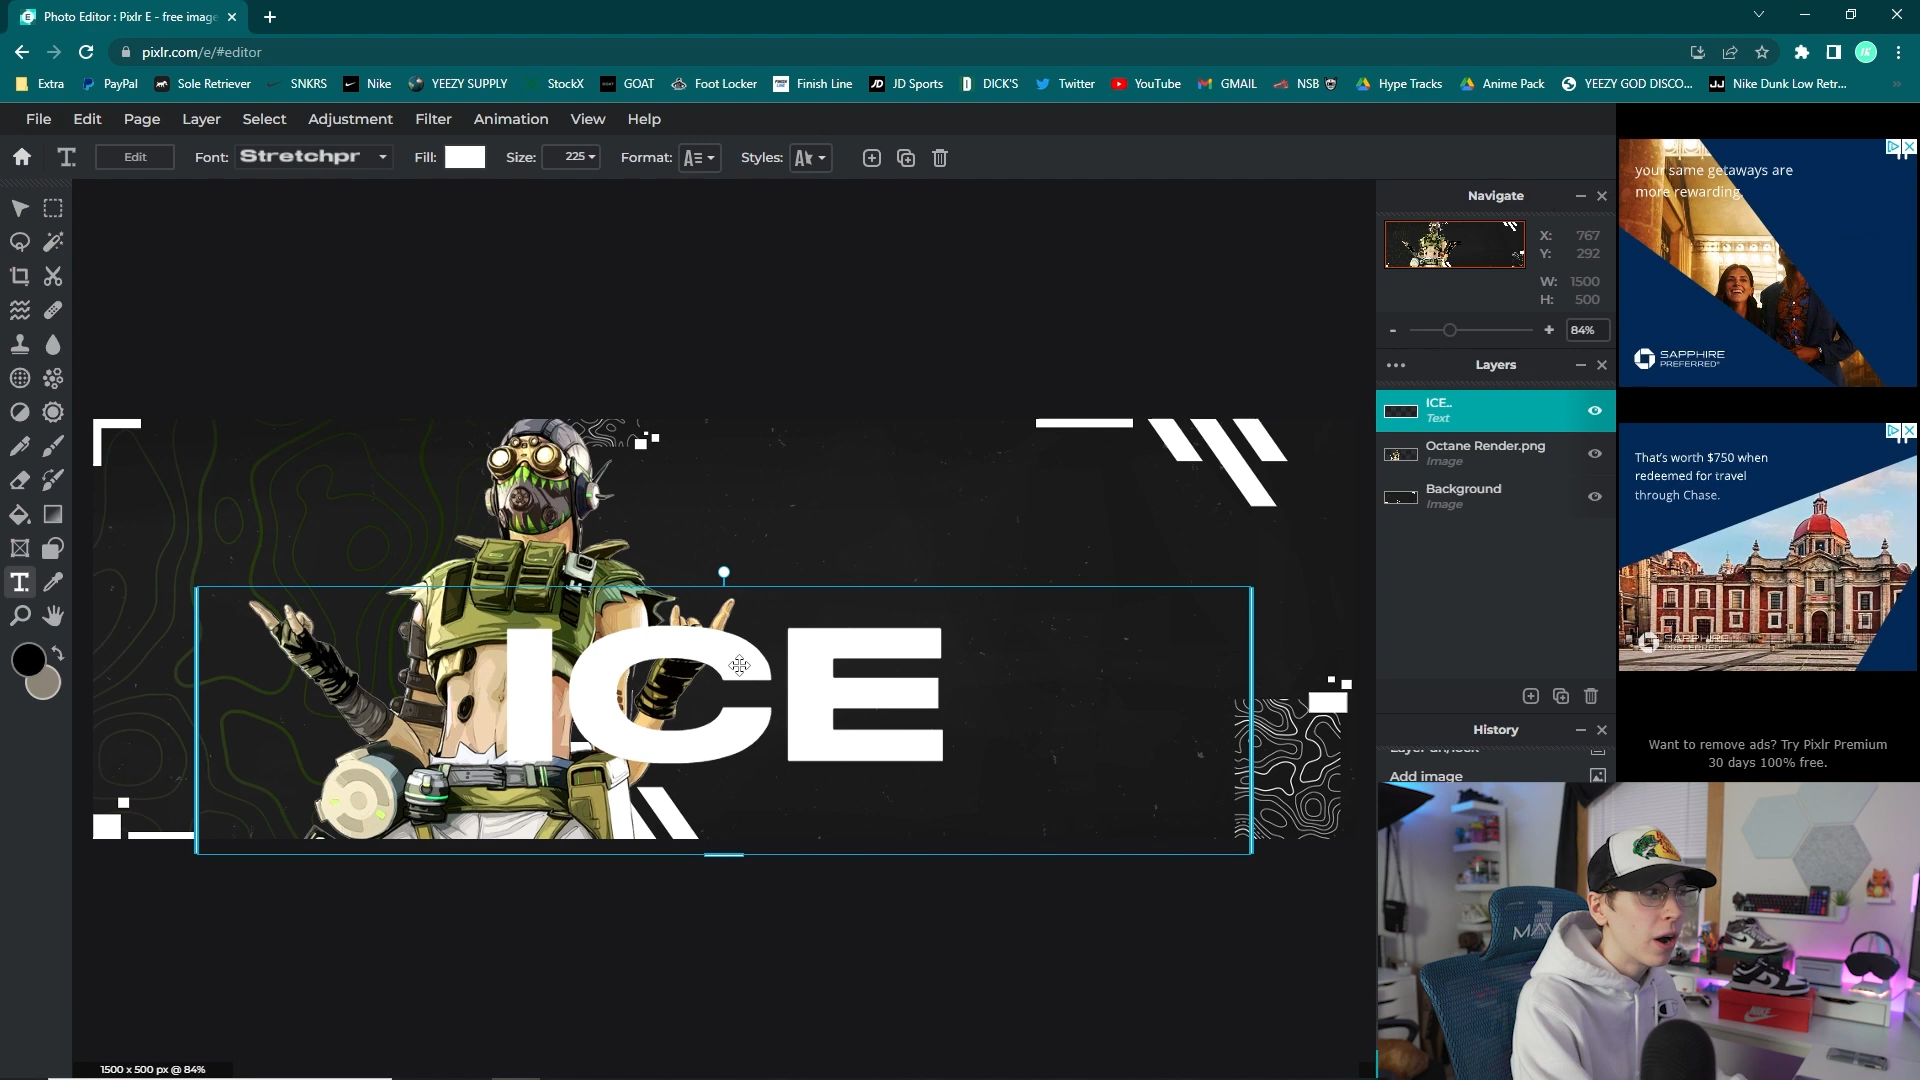 Photo Editor : Pixlr E - free image
pixlr.com/e/#editor
Extra PayPal Sole Retriever SNKRS Nike YEEZY SUPPLY StockX GOAT Foot Locker Finish Line JD Sports DICK'S Twitter YouTube GMAIL NSB Hype Tracks Anime Pack YEEZY GOD DISCO... Nike Dunk Low Retr...
File Edit Page Layer Select Adjustment Filter Animation View Help
Edit Font: Stretchpr Fill: Size: 225 Format: Styles:
Navigate
X: 767
Y: 292
W: 1500
H: 500
84%
Layers
ICE..
Text
Octane Render.png
Image
Background
Image
History
Layer un/lock
Add image
ICE
1500 x 500 px @ 84%
your same getaways are
more rewarding.
SAPPHIRE
PREFERRED
That's worth $750 when
redeemed for travel
through Chase.
SAPPHIRE
PREFERRED
Want to remove ads? Try Pixlr Premium
30 days 100% free.